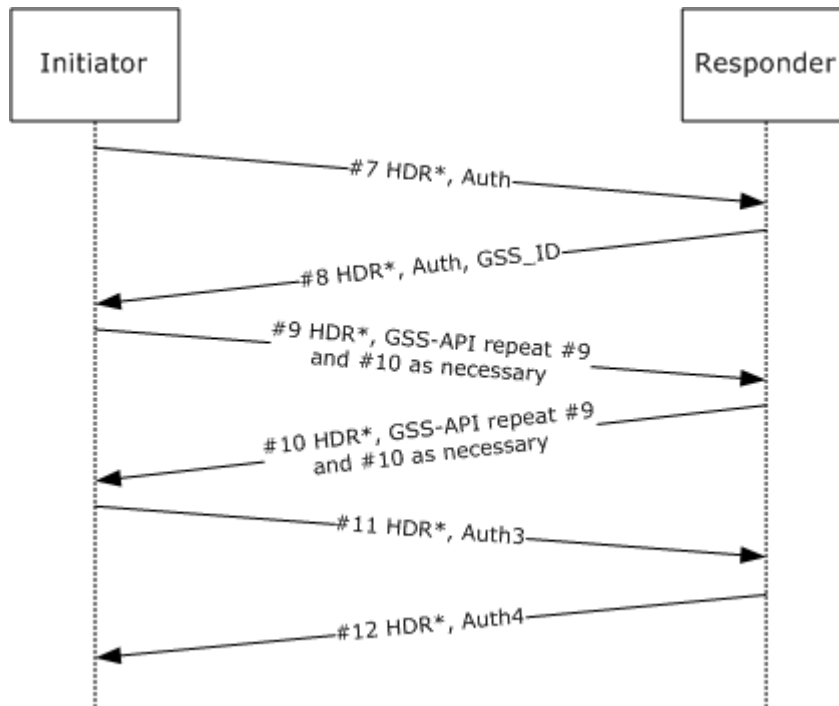 Initiator
Responder
#7 HDR*, Auth
#8 HDR*, Auth, GSS_ID
#9 HDR*, GSS-API repeat #9
and #10 as necessary
#10 HDR*, GSS-API repeat #9
and #10 as necessary
#11 HDR*, Auth3
#12 HDR*, Auth4